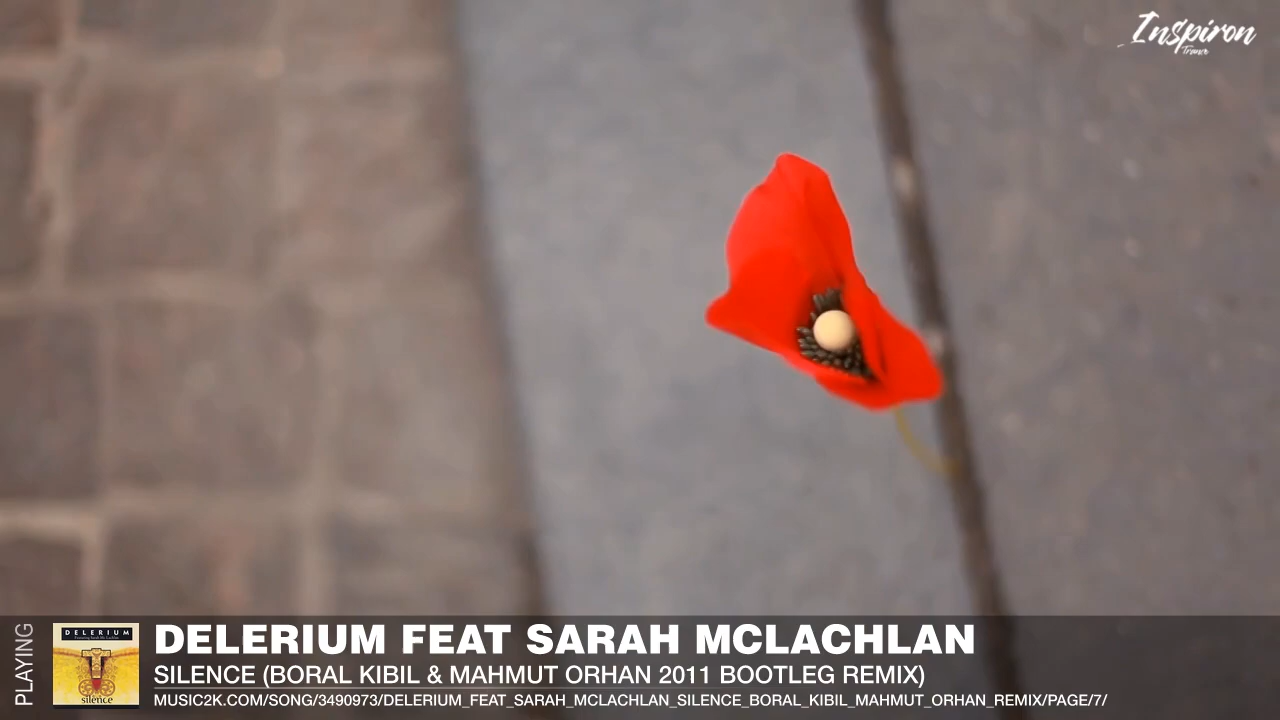 Inspiron
Trance
PLAYING
DELERIUM
silence
DELERIUM FEAT SARAH MCLACHLAN
SILENCE (BORAL KIBIL & MAHMUT ORHAN 2011 BOOTLEG REMIX)
MUSIC2K.COM/SONG/3490973/DELERIUM_FEAT_SARAH_MCLACHLAN_SILENCE_BORAL_KIBIL_MAHMUT_ORHAN_REMIX/PAGE/7/